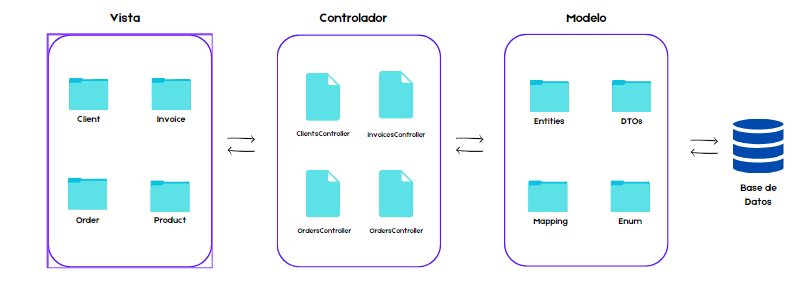 Vista
Controlador
Modelo
Client
Invoice
ClientsController
InvoicesController
Entities
DTOs
Order
Product
OrdersController
OrdersController
Mapping
Enum
Base de
Datos